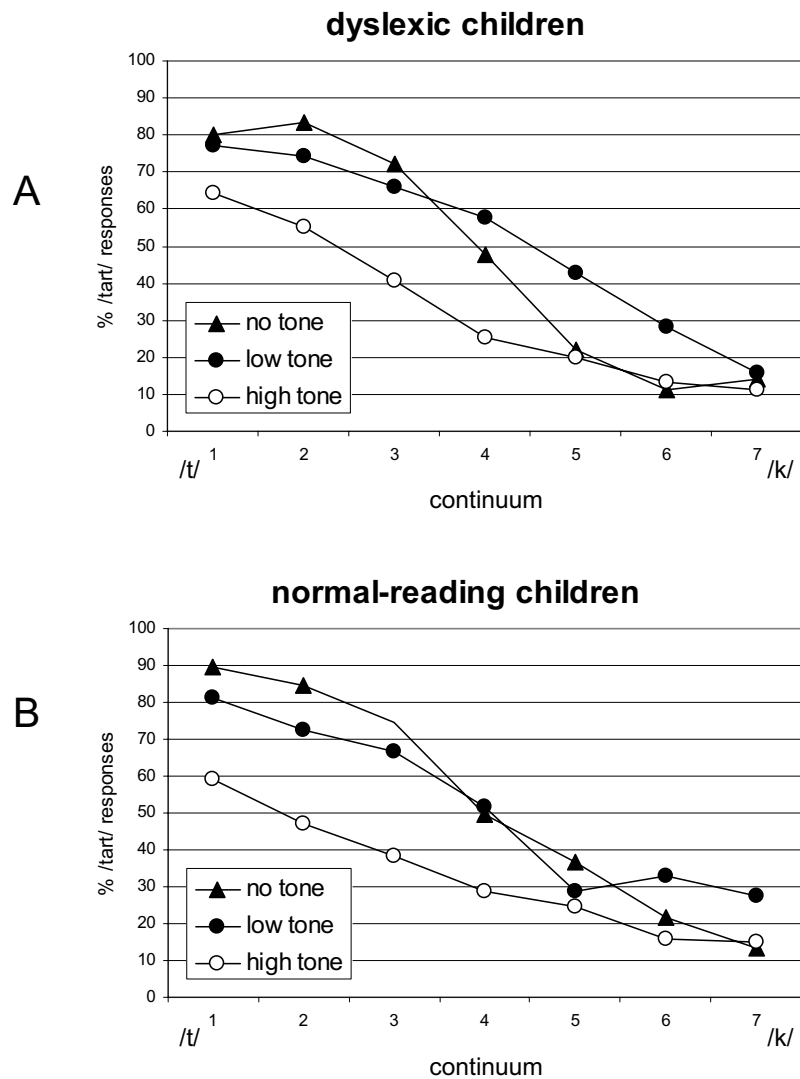 dyslexic children
A
% /tart/ responses
100
90
80
70
60
50
40
30
20
10
0
no tone
low tone
high tone
/t/ 1 2 3 4 5 6 7 /k/
continuum
normal-reading children
B
% /tart/ responses
100
90
80
70
60
50
40
30
20
10
0
no tone
low tone
high tone
/t/ 1 2 3 4 5 6 7 /k/
continuum